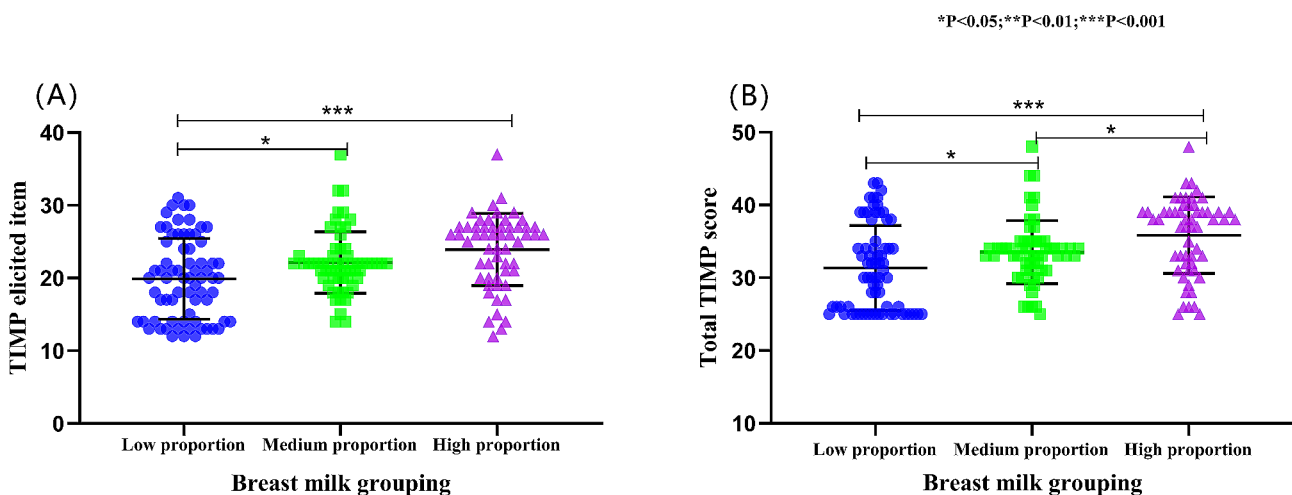 *P<0.05;**P<0.01;***P<0.001
(A)
***
*
40
30
20
10
0
TIMP elicited item
Low proportion Medium proportion High proportion
Breast milk grouping
(B)
***
*
*
50
40
30
20
10
Total TIMP score
Low proportion Medium proportion High proportion
Breast milk grouping